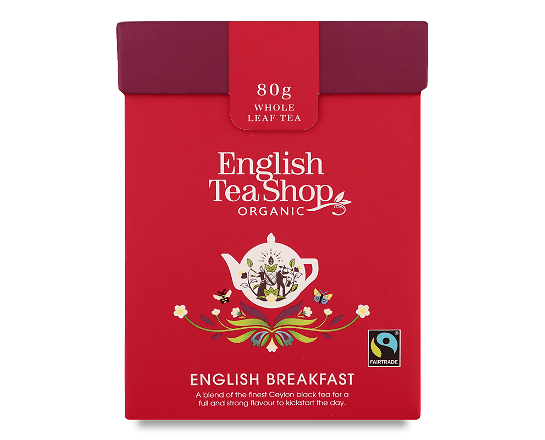 80g
WHOLE
LEAF TEA
English
Tea Shop
ORGANIC
FAIRTRADE
ENGLISH BREAKFAST
A blend of the finest Ceylon black tea for a
full and strong flavour to kickstart the day.